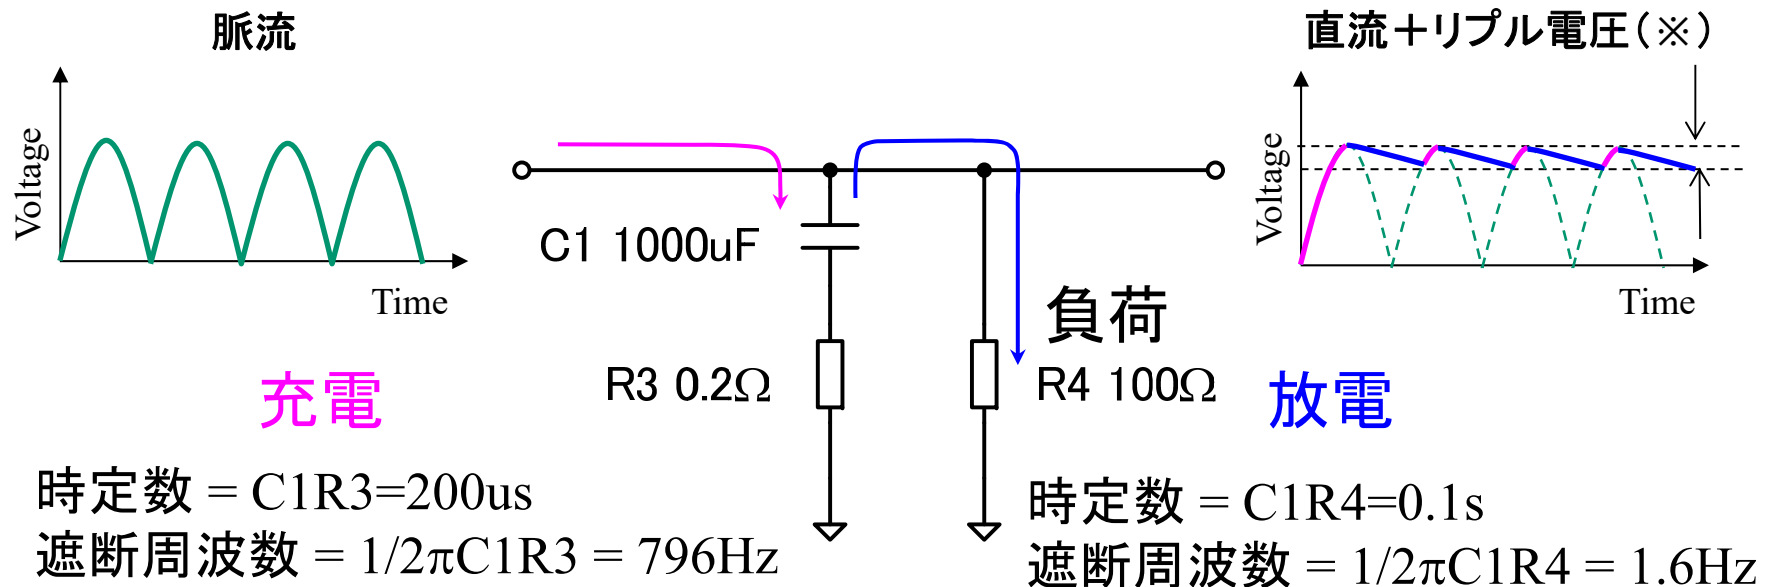 脈流
直流＋リプル電圧（※）
Voltage
Time
C1 1000uF
R3 0.2Ω
負荷
R4 100Ω
Voltage
Time
充電
放電
時定数 = C1R3=200us
遮断周波数 = 1/2πC1R3 = 796Hz
時定数 = C1R4=0.1s
遮断周波数 = 1/2πC1R4 = 1.6Hz